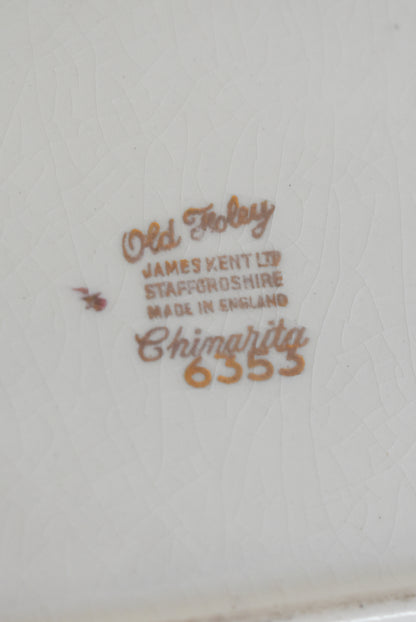 Old Foley
JAMES KENT LTD
STAFFORDSHIRE
MADE IN ENGLAND
Chinarita
6353